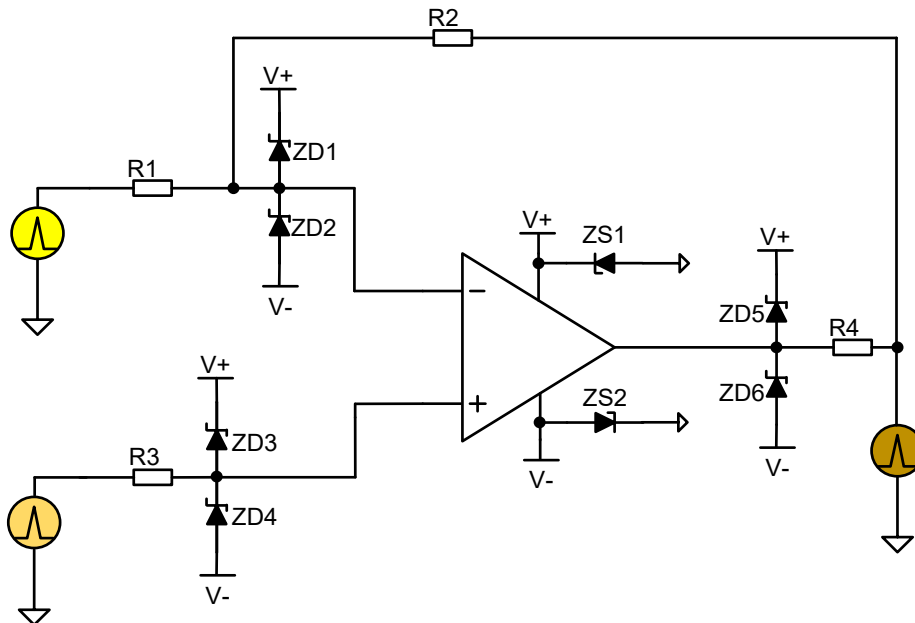 R2
V+
ZD1
R1
ZD2
V+
ZS1
V+
V-
−
ZD5
R4
V+
ZS2
ZD6
+
ZD3
R3
V-
V-
ZD4
V-